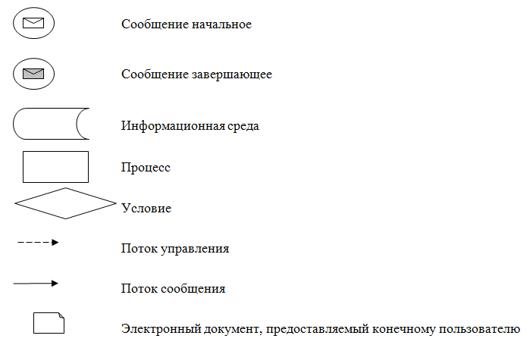 Сообщение начальное
Сообщение завершающее
Информационная среда
Процесс
Условие
Поток управления
Поток сообщения
Электронный документ, предоставляемый конечному пользователю